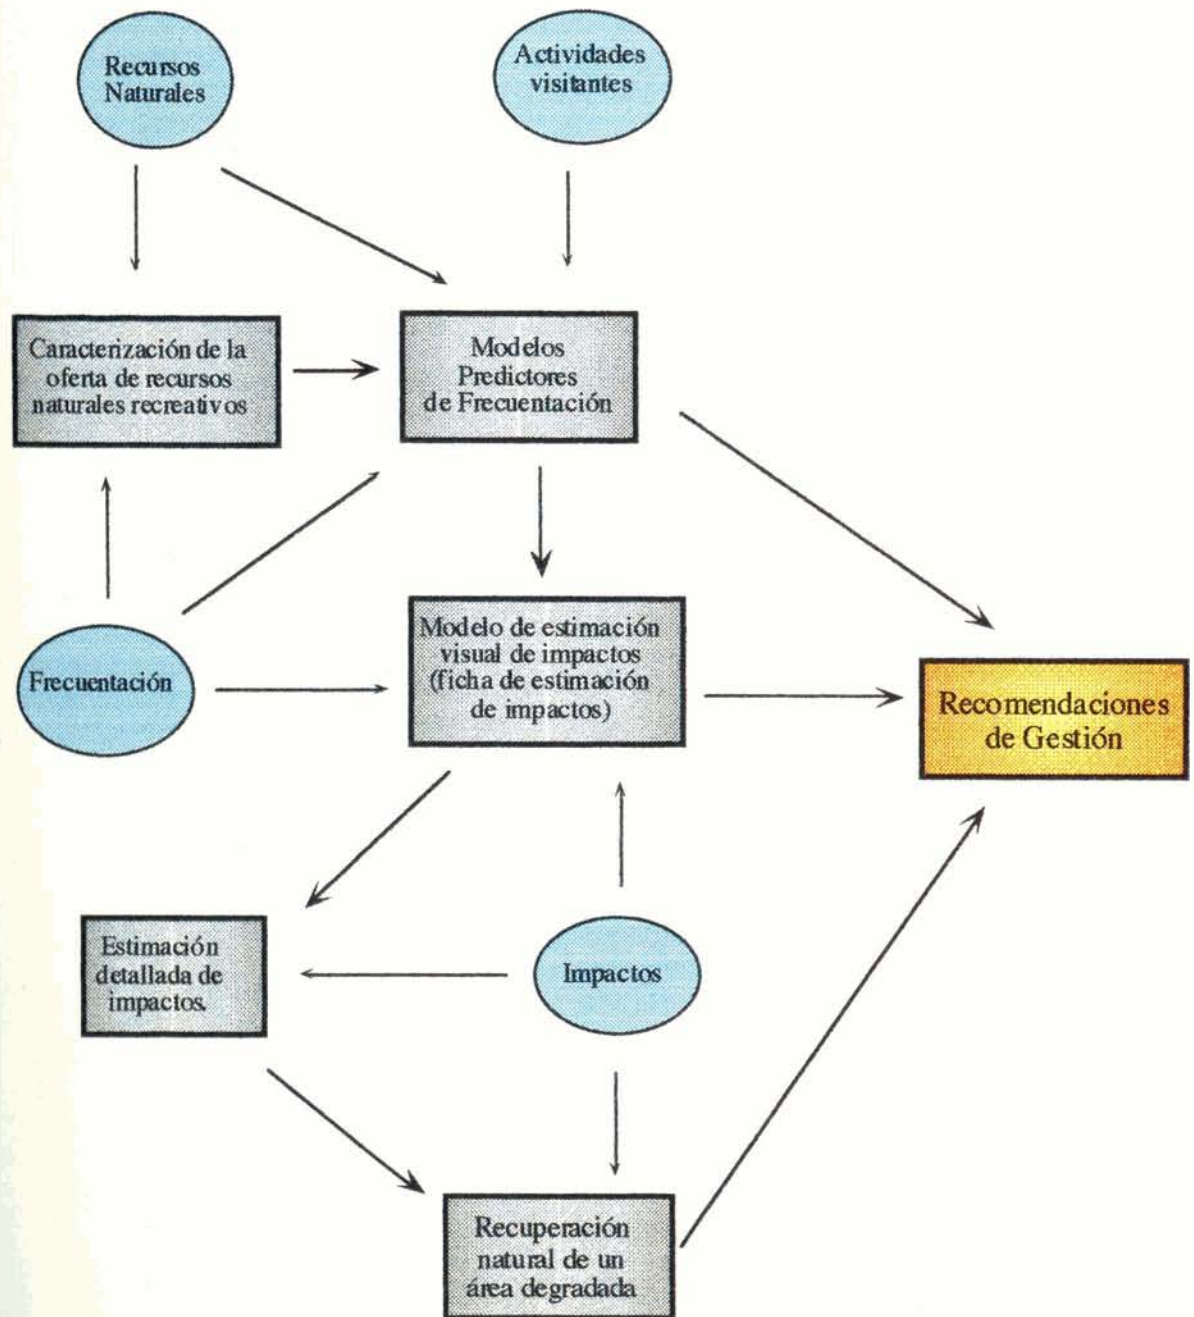 Recursos
Naturales
Actividades
visitantes
Caracterización de la
oferta de recursos
naturales recreativos
Modelos
Predictores
de Frecuentación
Frecuentación
Modelo de estimación
visual de impactos
(ficha de estimación
de impactos)
Recomendaciones
de Gestión
Estimación
detallada de
impactos.
Impactos
Recuperación
natural de un
área degradada